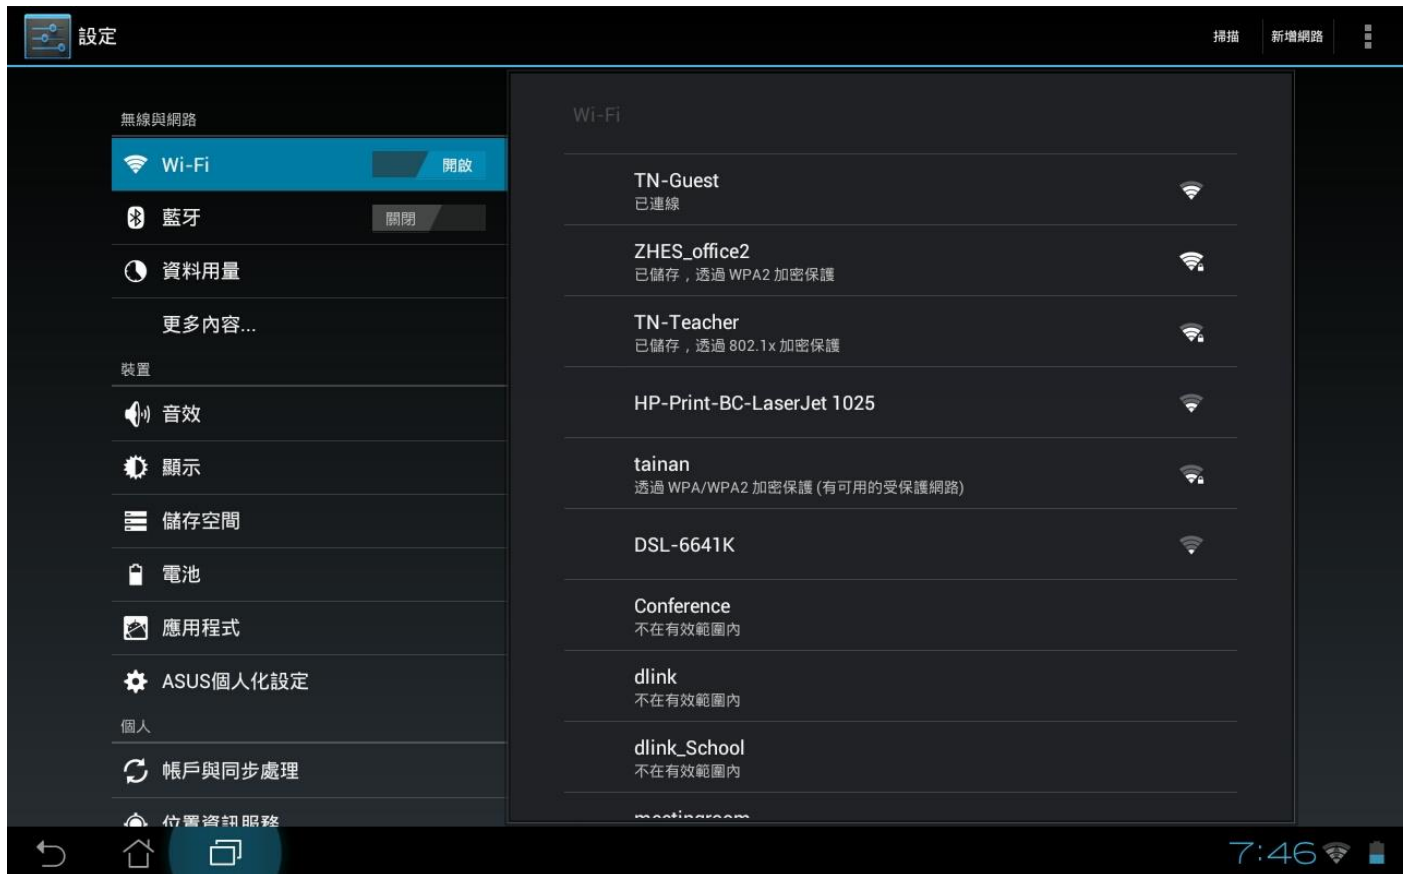 設定
掃描
新增網路
無線與網路
Wi-Fi
開啟
藍牙
關閉
資料用量
更多內容...
裝置
音效
顯示
儲存空間
電池
應用程式
ASUS個人化設定
個人
帳戶與同步處理
位置資訊服務
Wi-Fi
TN-Guest
已連線
ZHES_office2
已儲存，透過 WPA2 加密保護
TN-Teacher
已儲存，透過 802.1x 加密保護
HP-Print-BC-LaserJet 1025
tainan
透過 WPA/WPA2 加密保護 (有可用的受保護網路)
DSL-6641K
Conference
不在有效範圍內
dlink
不在有效範圍內
dlink_School
不在有效範圍內
meetingroom
7:46